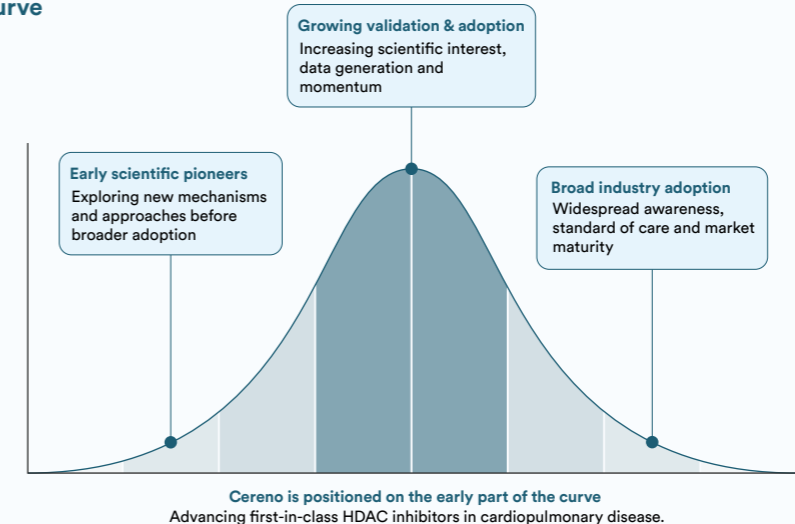 urve
Growing validation & adoption
Increasing scientific interest,
data generation and
momentum
Early scientific pioneers
Exploring new mechanisms
and approaches before
broader adoption
Broad industry adoption
Widespread awareness,
standard of care and market
maturity
Cereno is positioned on the early part of the curve
Advancing first-in-class HDAC inhibitors in cardiopulmonary disease.